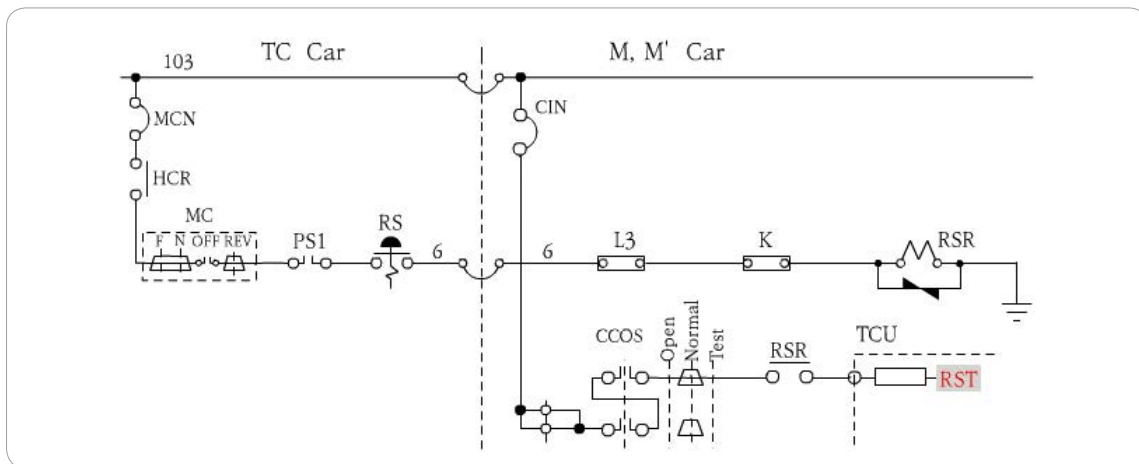 TC Car M, M' Car
103
MCN
CIN
HCR
MC
F N OFF REV
PS1
RS
6
6
L3
K
RSR
CCOS
Open
Normal
Test
RSR
TCU
RST